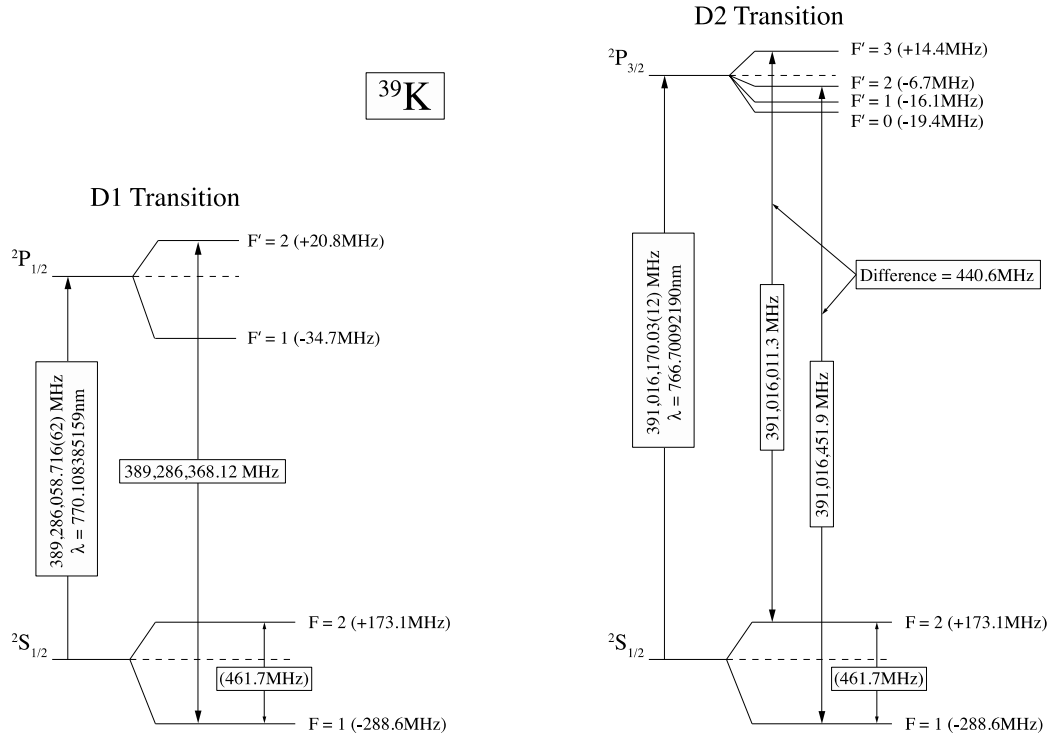 D2 Transition
²P₃/₂
F′ = 3 (+14.4MHz)
F′ = 2 (-6.7MHz)
F′ = 1 (-16.1MHz)
F′ = 0 (-19.4MHz)
³⁹K
D1 Transition
²P₁/₂
F′ = 2 (+20.8MHz)
F′ = 1 (-34.7MHz)
Difference = 440.6MHz
389,286,058.716(62) MHz
λ = 770.108385159nm
389,286,368.12 MHz
391,016,170.03(12) MHz
λ = 766.70092190nm
391,016,011.3 MHz
391,016,451.9 MHz
²S₁/₂
F = 2 (+173.1MHz)
(461.7MHz)
F = 1 (-288.6MHz)
²S₁/₂
F = 2 (+173.1MHz)
(461.7MHz)
F = 1 (-288.6MHz)